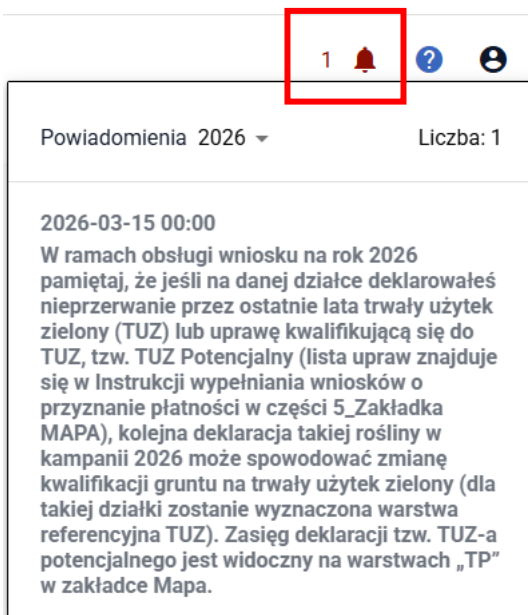 1 ?
Powiadomienia 2026 Liczba: 1
2026-03-15 00:00
W ramach obsługi wniosku na rok 2026
pamiętaj, że jeśli na danej działce deklarowałeś
nieprzerwanie przez ostatnie lata trwały użytek
zielony (TUZ) lub uprawę kwalifikującą się do
TUZ, tzw. TUZ Potencjalny (lista upraw znajduje
się w Instrukcji wypełniania wniosków o
przyznanie płatności w części 5_Zakładka
MAPA), kolejna deklaracja takiej rośliny w
kampanii 2026 może spowodować zmianę
kwalifikacji gruntu na trwały użytek zielony (dla
takiej działki zostanie wyznaczona warstwa
referencyjna TUZ). Zasięg deklaracji tzw. TUZ-a
potencjalnego jest widoczny na warstwach „TP”
w zakładce Mapa.